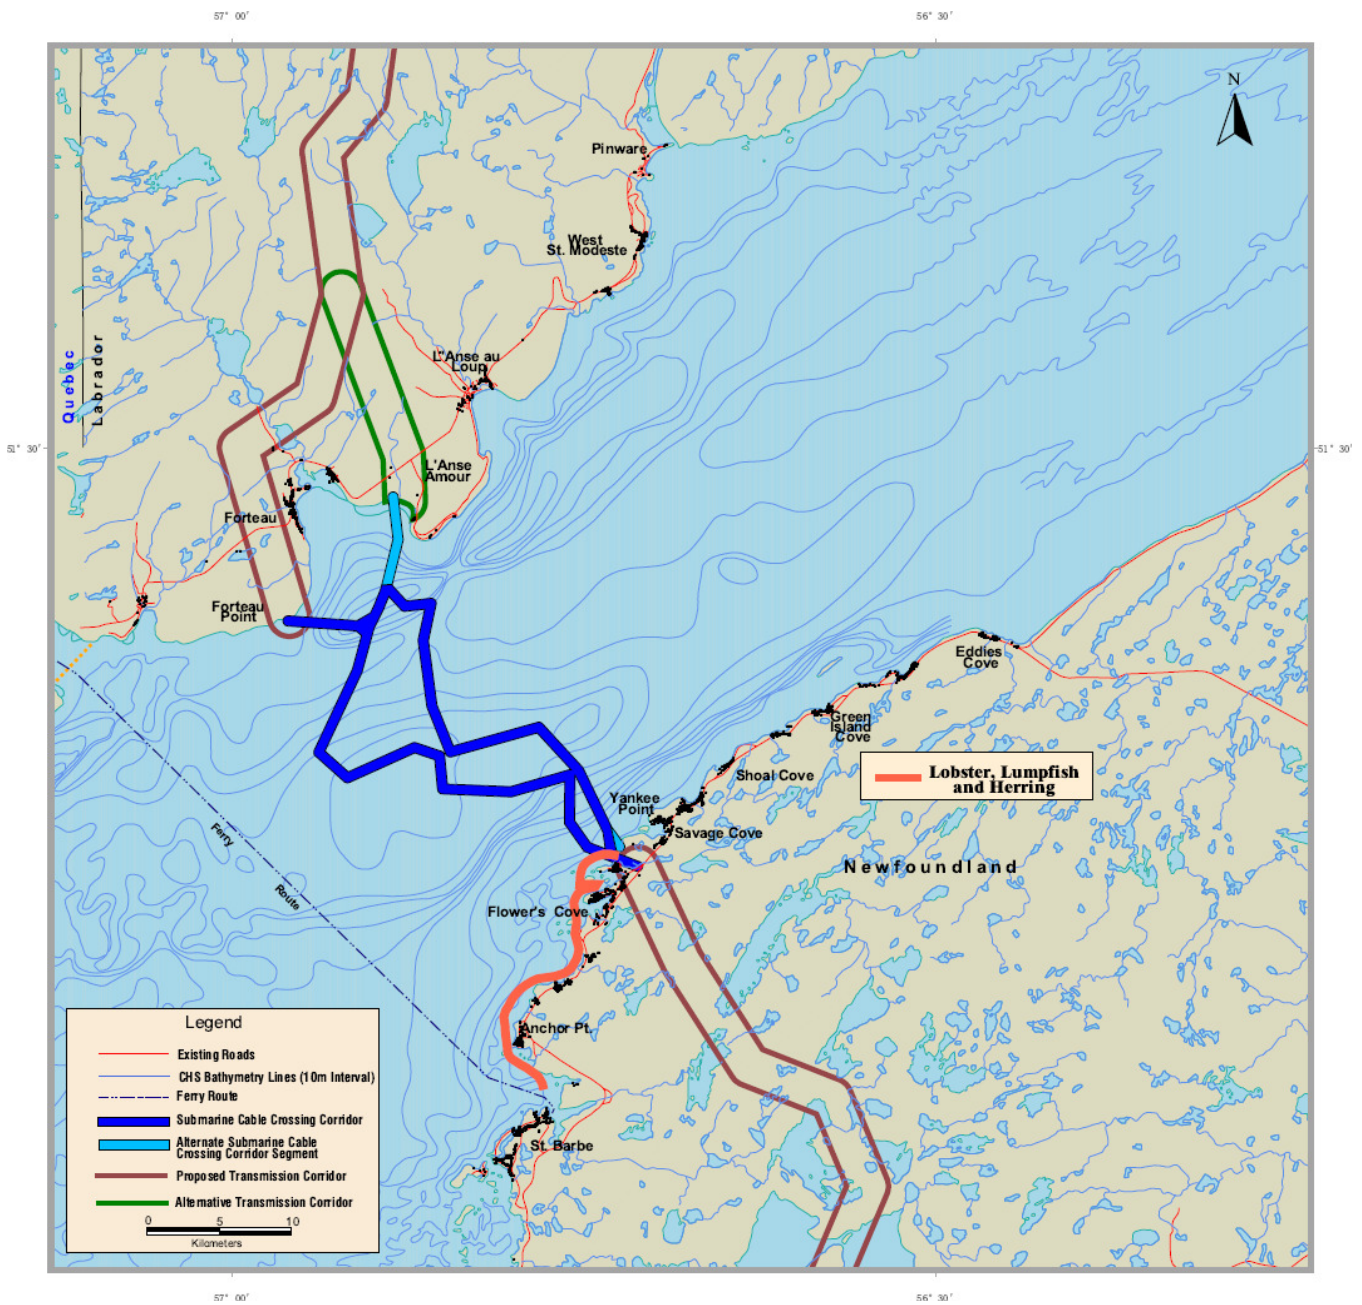 57° 00′
56° 30′
N
Pinware
West
St. Modeste
L'Anse au
Loup
Quebec
Labrador
51° 30′
51° 30′
L'Anse
Amour
Forteau
Forteau
Point
Eddies
Cove
Green
Island
Cove
Lobster, Lumpfish
and Herring
Shoal Cove
Yankee
Point
Savage Cove
Ferry
Route
Newfoundland
Flower's Cove
Anchor Pt.
St. Barbe
Legend
Existing Roads
CHS Bathymetry Lines (10m Interval)
Ferry Route
Submarine Cable Crossing Corridor
Alternate Submarine Cable
Crossing Corridor Segment
Proposed Transmission Corridor
Alternative Transmission Corridor
0 5 10
Kilometers
57° 00′
56° 30′